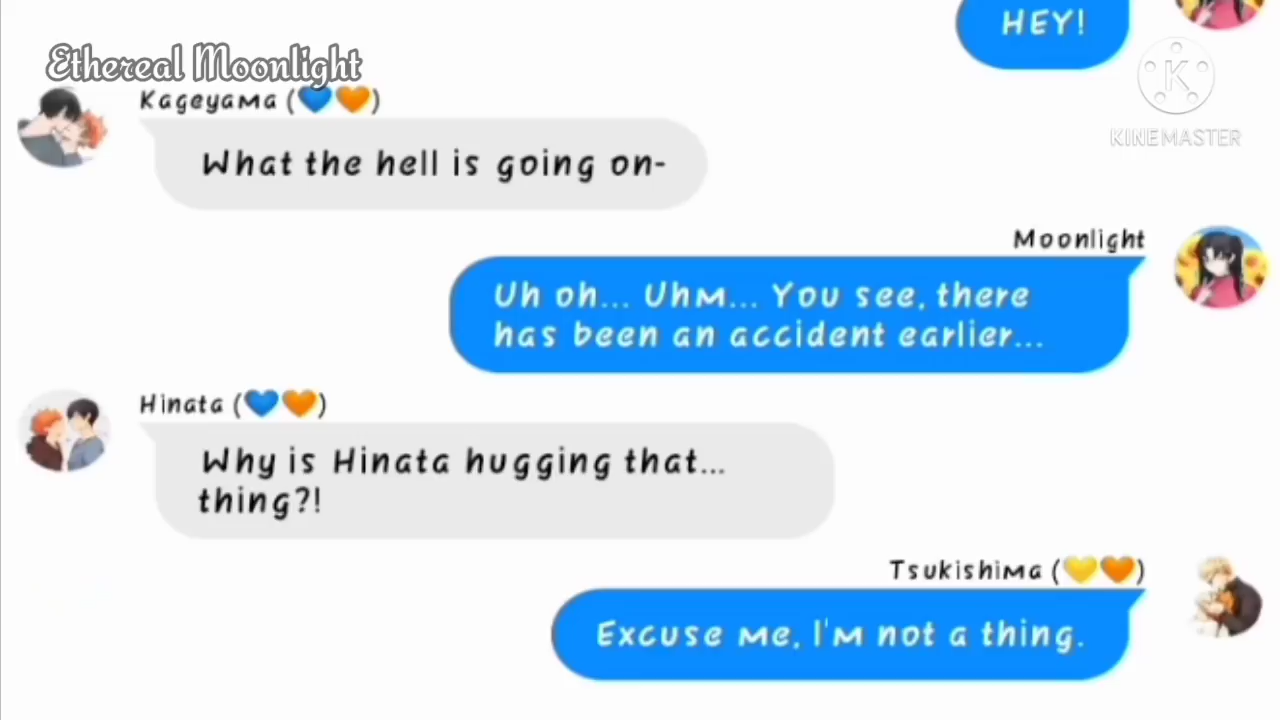 HEY!
Ethereal Moonlight
KINEMASTER
Kageyama (💙🧡)
What the hell is going on-
Moonlight
Uh oh... Uhm... You see, there
has been an accident earlier...
Hinata (💙🧡)
Why is Hinata hugging that...
thing?!
Tsukishima (💛🧡)
Excuse me, I'm not a thing.